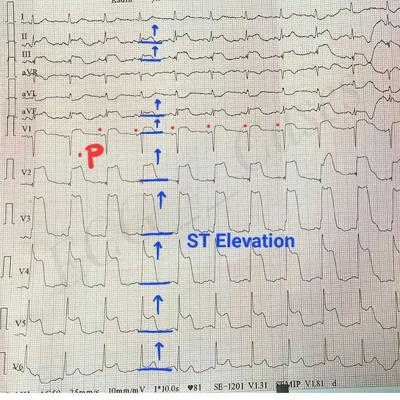 I
II
III
aVR
aVL
aVF
V1
P
V2
V3
ST Elevation
V4
V5
V6
25mm/s 10mm/mV 1*10.0s ♥81 SE-1201 V1.31 SEMIP V1.81 d